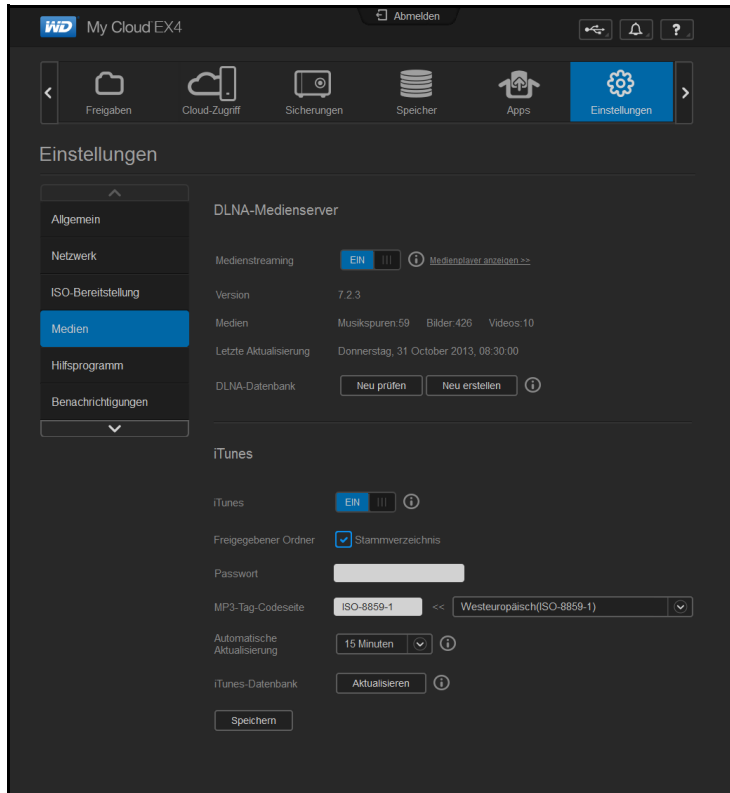 Abmelden
WD My Cloud EX4
?
Freigaben
Cloud-Zugriff
Sicherungen
Speicher
Apps
Einstellungen
Einstellungen
Allgemein
Netzwerk
ISO-Bereitstellung
Medien
Hilfsprogramm
Benachrichtigungen
DLNA-Medienserver
Medienstreaming EIN Medienplayer anzeigen >>
Version 7.2.3
Medien Musikspuren:59 Bilder:426 Videos:10
Letzte Aktualisierung Donnerstag, 31 October 2013, 08:30:00
DLNA-Datenbank Neu prüfen Neu erstellen
iTunes
iTunes EIN
Freigegebener Ordner Stammverzeichnis
Passwort
MP3-Tag-Codeseite ISO-8859-1 << Westeuropäisch(ISO-8859-1)
Automatische
Aktualisierung 15 Minuten
iTunes-Datenbank Aktualisieren
Speichern